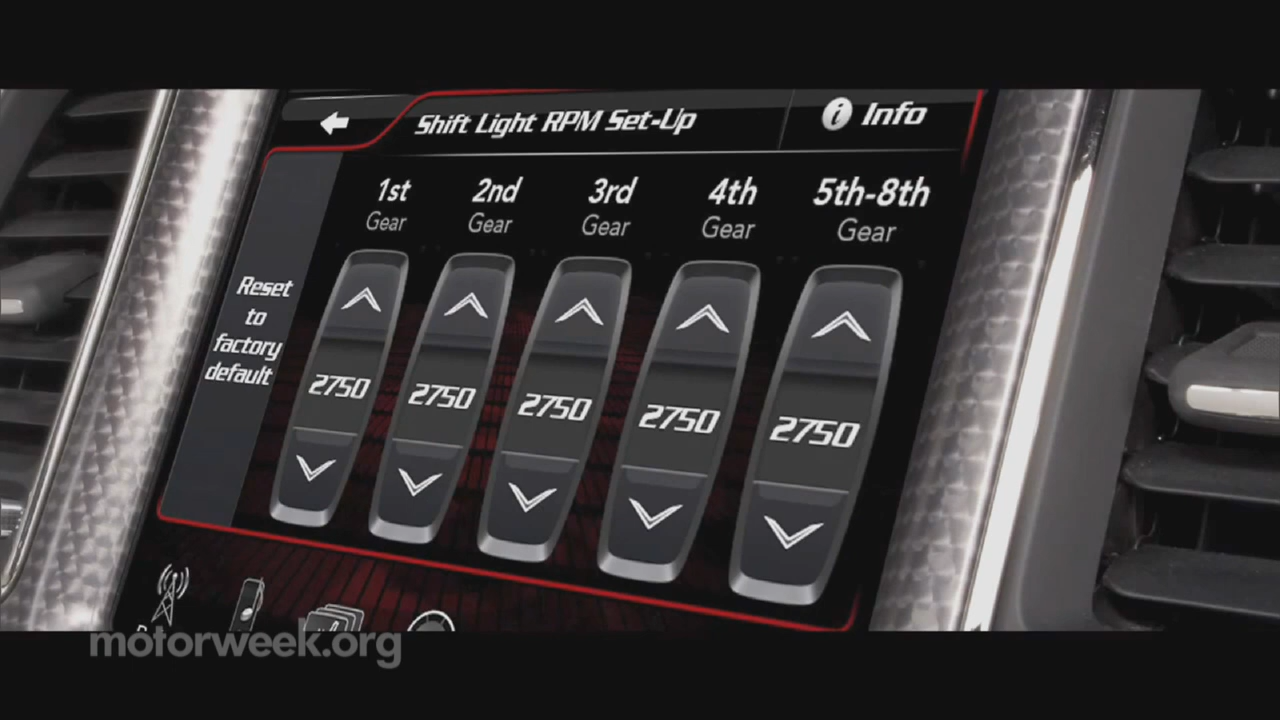 Shift Light RPM Set-Up
Info
1st
Gear
2nd
Gear
3rd
Gear
4th
Gear
5th-8th
Gear
Reset
to
factory
default
2750
2750
2750
2750
2750
motorweek.org